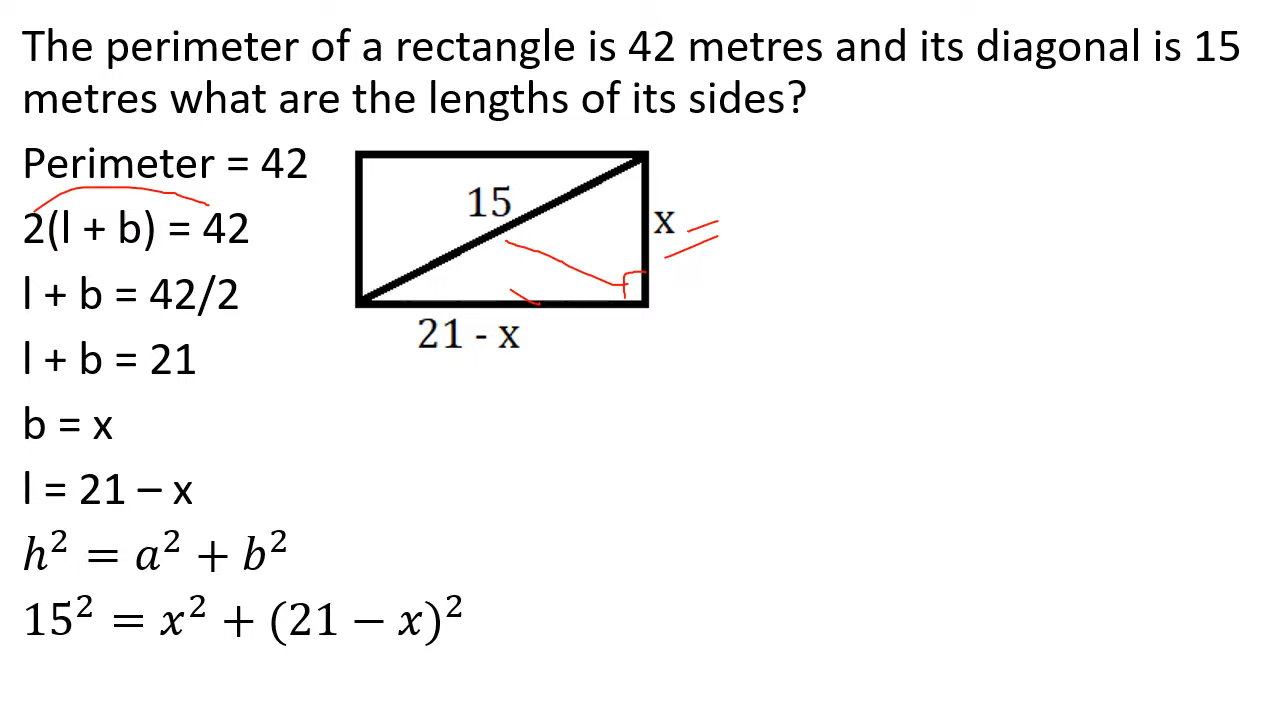 The perimeter of a rectangle is 42 metres and its diagonal is 15
metres what are the lengths of its sides?
Perimeter = 42
2(l + b) = 42
l + b = 42/2
l + b = 21
b = x
l = 21 – x
ℎ² = 𝑎² + 𝑏²
15² = 𝑥² + (21 − 𝑥)²
15
x
21 - x